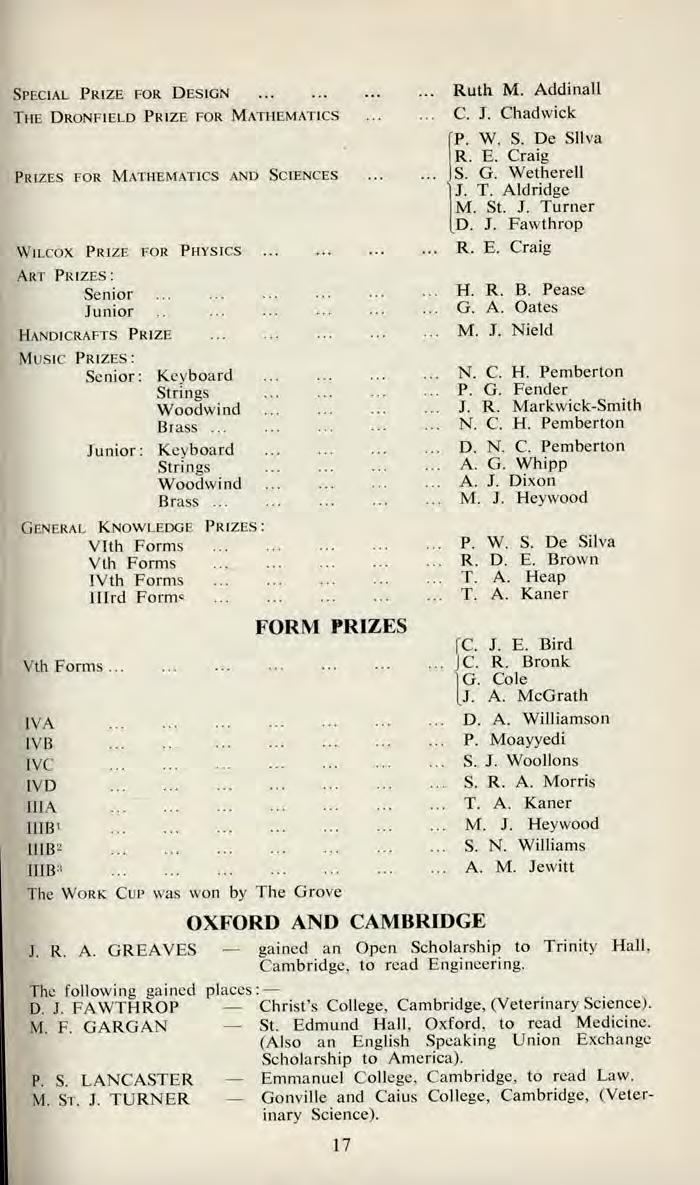 SPECIAL PRIZE FOR DESIGN ... ... ... ... Ruth M. Addinall
THE DRONFIELD PRIZE FOR MATHEMATICS ... ... C. J. Chadwick
P. W. S. De SIlva
R. E. Craig
PRIZES FOR MATHEMATICS AND SCIENCES ... ... S. G. Wetherell
J. T. Aldridge
M. St. J. Turner
D. J. Fawthrop
WILCOX PRIZE FOR PHYSICS ... ... ... ... R. E. Craig
ART PRIZES:
Senior ... ... ... ... ... ... H. R. B. Pease
Junior .. ... ... ... ... ... G. A. Oates
HANDICRAFTS PRIZE ... ... ... ... ... M. J. Nield
MUSIC PRIZES:
Senior: Keyboard ... ... ... ... N. C. H. Pemberton
Strings ... ... ... ... P. G. Fender
Woodwind ... ... ... ... J. R. Markwick-Smith
Brass ... ... ... ... ... N. C. H. Pemberton
Junior: Keyboard ... ... ... ... D. N. C. Pemberton
Strings ... ... ... ... A. G. Whipp
Woodwind ... ... ... ... A. J. Dixon
Brass ... ... ... ... ... M. J. Heywood
GENERAL KNOWLEDGE PRIZES:
VIth Forms ... ... ... ... ... P. W. S. De Silva
Vth Forms ... ... ... ... ... R. D. E. Brown
IVth Forms ... ... ... ... ... T. A. Heap
IIIrd Forms ... ... ... ... ... T. A. Kaner
FORM PRIZES
C. J. E. Bird
Vth Forms ... ... ... ... ... ... ... C. R. Bronk
G. Cole
J. A. McGrath
IVA ... ... ... ... ... ... ... D. A. Williamson
IVB ... .. ... ... ... ... ... P. Moayyedi
IVC ... ... ... ... ... ... ... S. J. Woollons
IVD ... ... ... ... ... ... ... S. R. A. Morris
IIIA ... ... ... ... ... ... ... T. A. Kaner
IIIB¹ ... ... ... ... ... ... ... M. J. Heywood
IIIB² ... ... ... ... ... ... ... S. N. Williams
IIIB³ ... ... ... ... ... ... ... A. M. Jewitt
The WORK CUP was won by The Grove
OXFORD AND CAMBRIDGE
J. R. A. GREAVES — gained an Open Scholarship to Trinity Hall,
Cambridge, to read Engineering.
The following gained places:—
D. J. FAWTHROP — Christ's College, Cambridge, (Veterinary Science).
M. F. GARGAN — St. Edmund Hall, Oxford, to read Medicine.
(Also an English Speaking Union Exchange
Scholarship to America).
P. S. LANCASTER — Emmanuel College, Cambridge, to read Law.
M. ST. J. TURNER — Gonville and Caius College, Cambridge, (Veter-
inary Science).
17